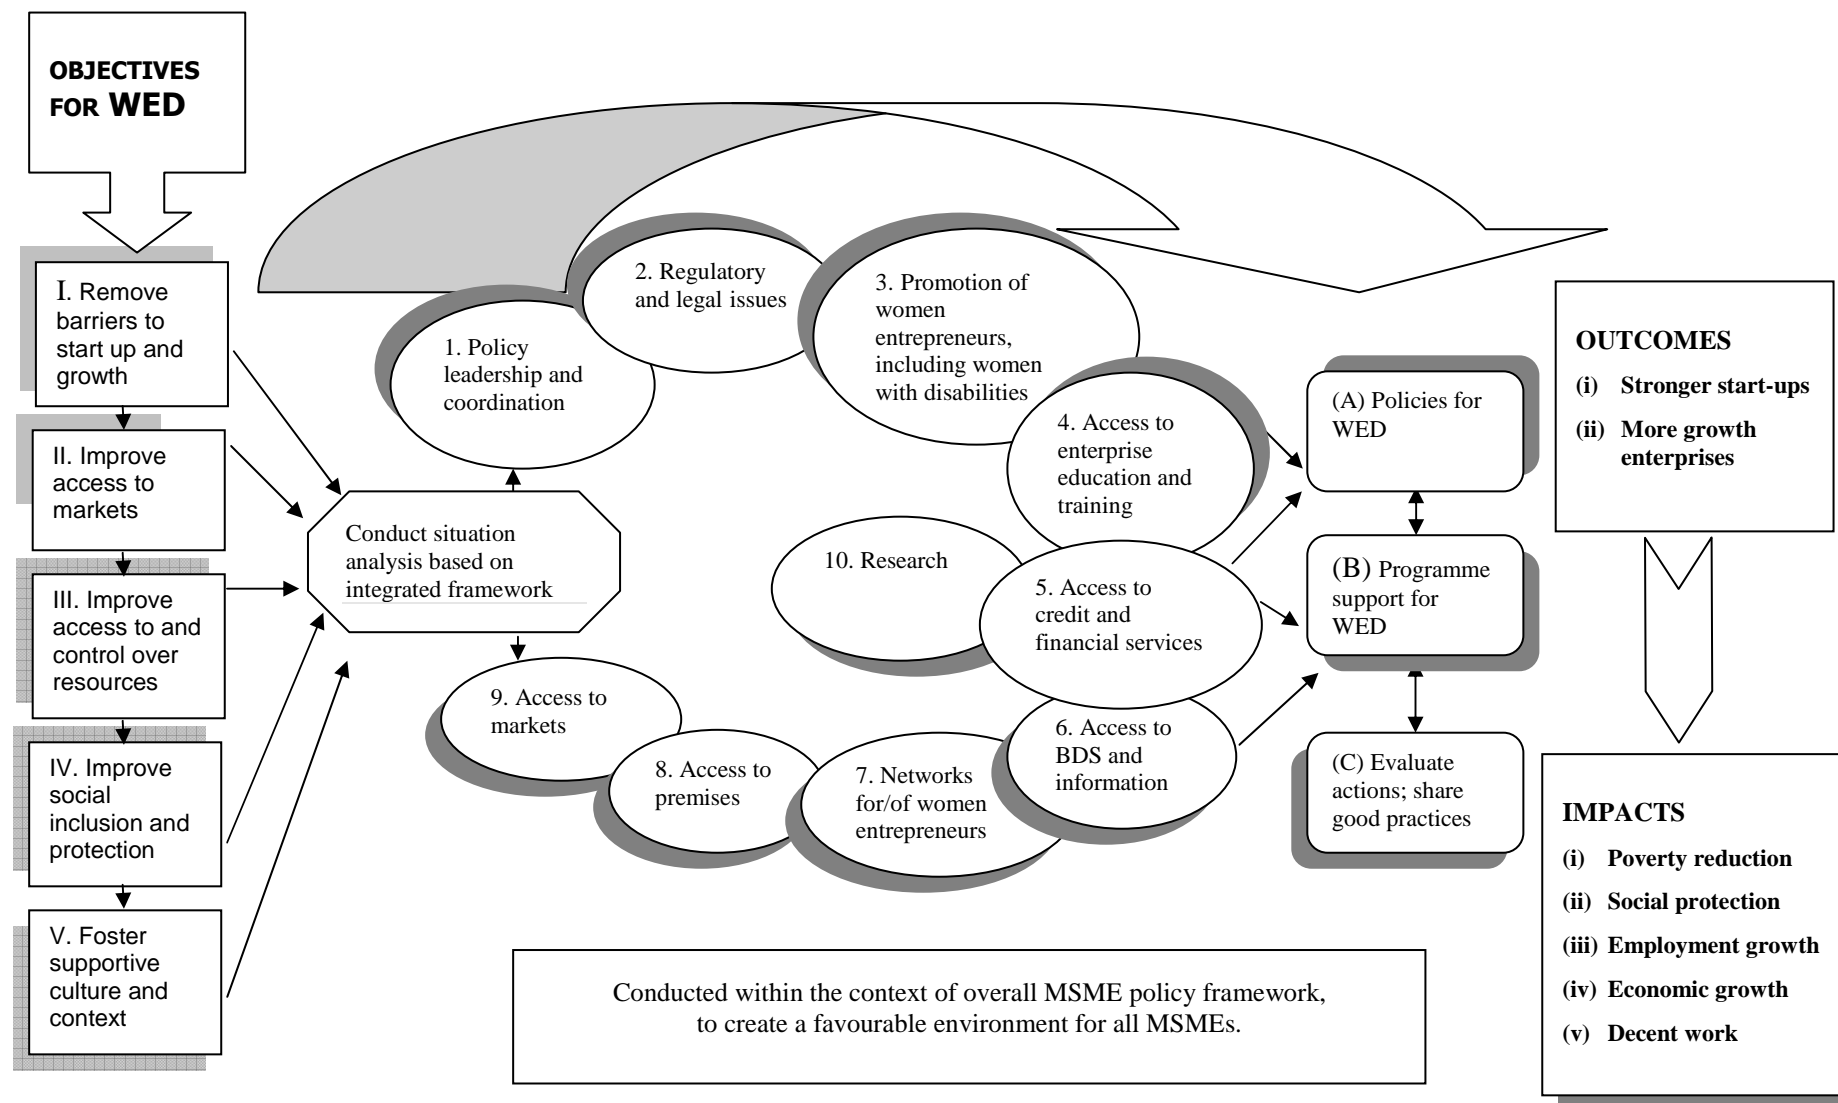 OBJECTIVES
FOR WED
I. Remove
barriers to
start up and
growth
II. Improve
access to
markets
III. Improve
access to and
control over
resources
IV. Improve
social
inclusion and
protection
V. Foster
supportive
culture and
context
Conduct situation
analysis based on
integrated framework
1. Policy
leadership and
coordination
2. Regulatory
and legal issues
3. Promotion of
women
entrepreneurs,
including women
with disabilities
4. Access to
enterprise
education and
training
5. Access to
credit and
financial services
6. Access to
BDS and
information
7. Networks
for/of women
entrepreneurs
8. Access to
premises
9. Access to
markets
10. Research
(A) Policies for
WED
(B) Programme
support for
WED
(C) Evaluate
actions; share
good practices
OUTCOMES
(i) Stronger start-ups
(ii) More growth
enterprises
IMPACTS
(i) Poverty reduction
(ii) Social protection
(iii) Employment growth
(iv) Economic growth
(v) Decent work
Conducted within the context of overall MSME policy framework,
to create a favourable environment for all MSMEs.